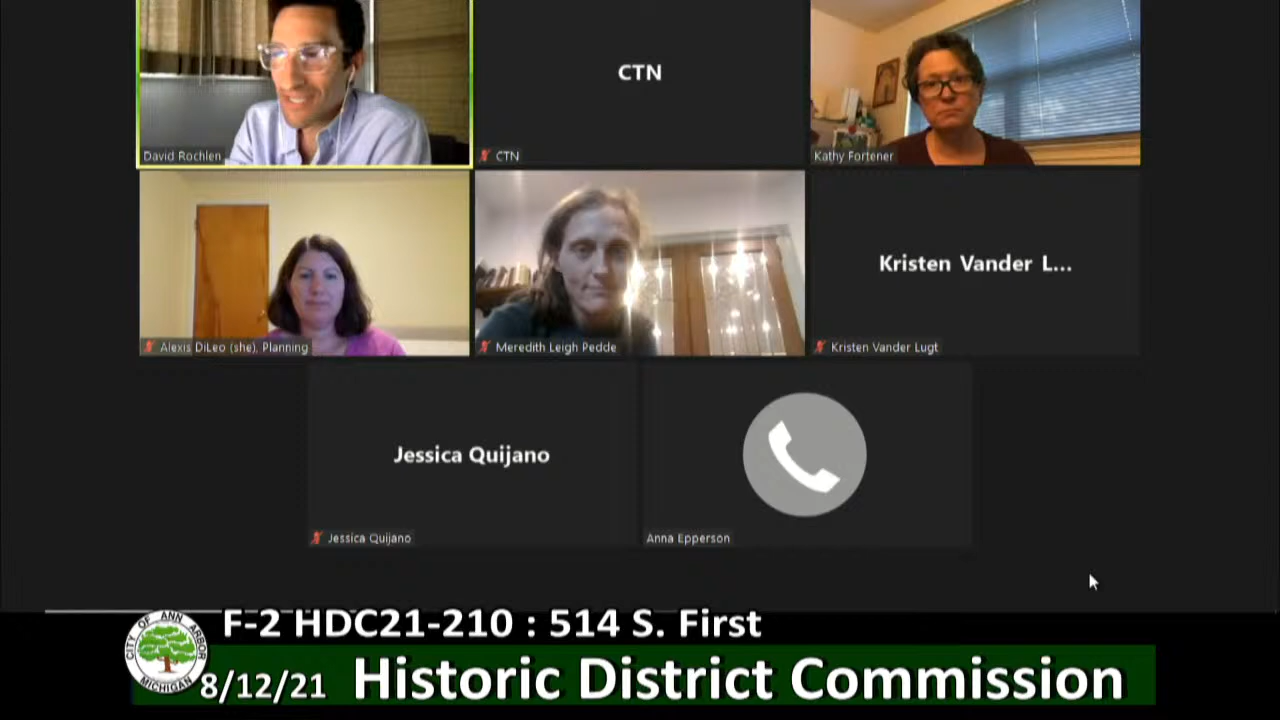 CTN
David Rochlen
CTN
Kathy Fortener
Kristen Vander L...
Alexis DiLeo (she), Planning
Meredith Leigh Pedde
Kristen Vander Lugt
Jessica Quijano
Jessica Quijano
Anna Epperson
F-2 HDC21-210 : 514 S. First
CITY OF ANN ARBOR
MICHIGAN
8/12/21 Historic District Commission